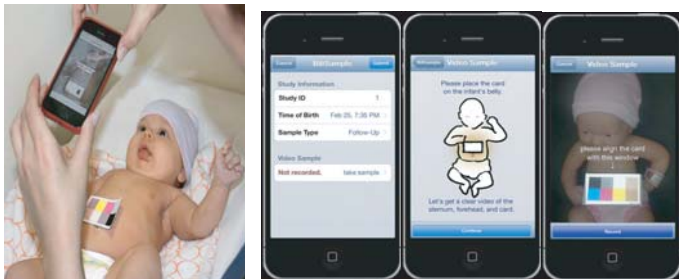 Cancel BiliSample Submit
Study Information
Study ID 1
Time of Birth Feb 25, 7:36 PM
Sample Type Follow-Up
Video Sample
Not recorded. take sample
BiliSample Video Sample
Please place the card
on the infant's belly.
Let's get a clear video of the
sternum, forehead, and card.
Continue
Cancel Video Sample
please align the card
with this window
↓
Record